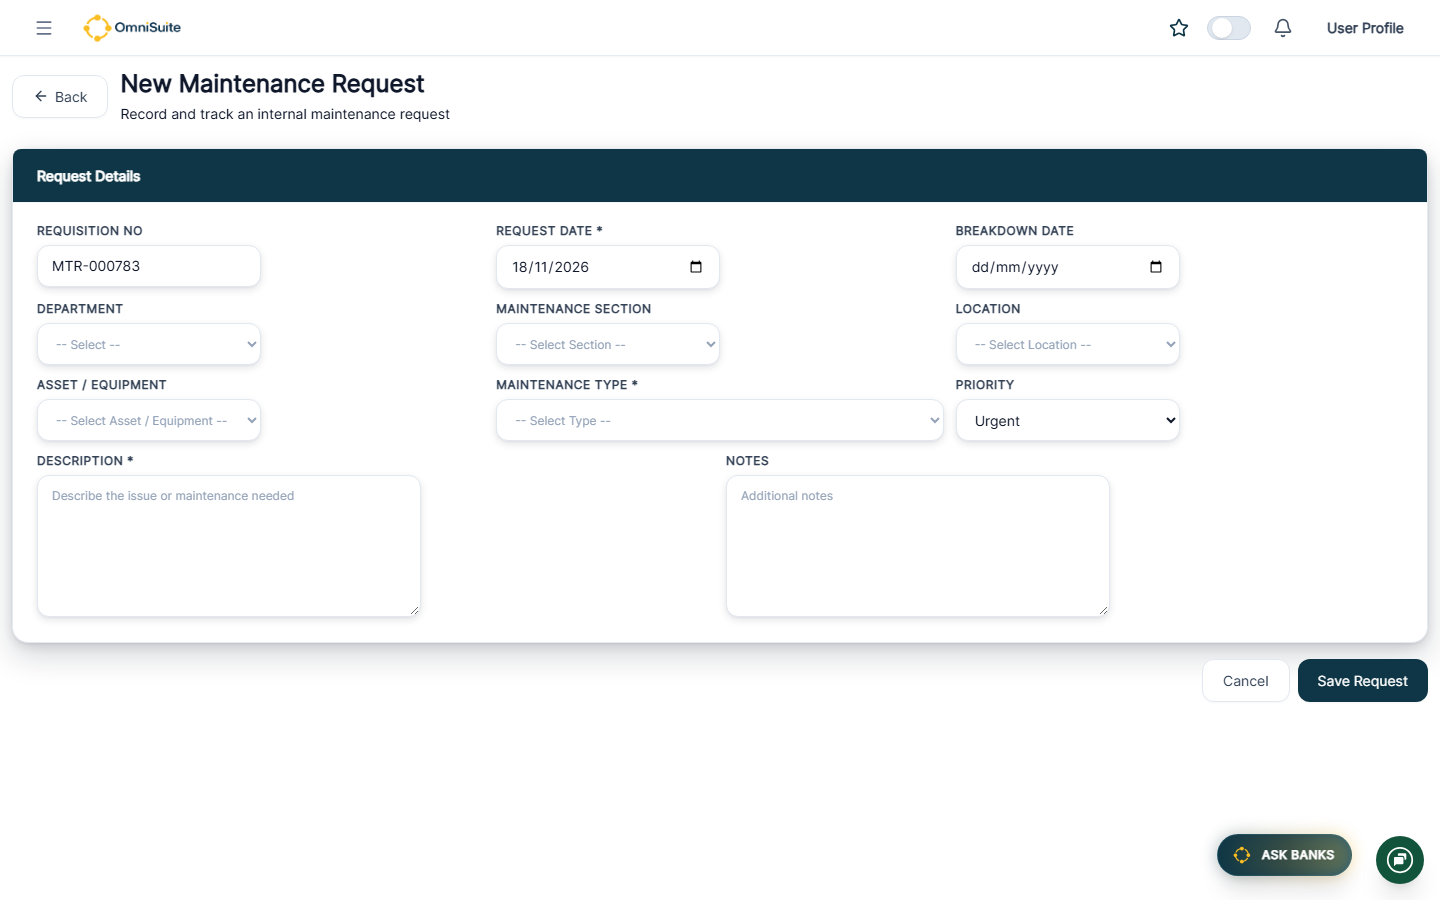 OmniSuite
User Profile
Back
New Maintenance Request
Record and track an internal maintenance request
Request Details
REQUISITION NO
REQUEST DATE *
BREAKDOWN DATE
MTR-000783
18/11/2026
dd/mm/yyyy
DEPARTMENT
MAINTENANCE SECTION
LOCATION
-- Select --
-- Select Section --
-- Select Location --
ASSET / EQUIPMENT
MAINTENANCE TYPE *
PRIORITY
-- Select Asset / Equipment --
-- Select Type --
Urgent
DESCRIPTION *
NOTES
Describe the issue or maintenance needed
Additional notes
Cancel
Save Request
ASK BANKS